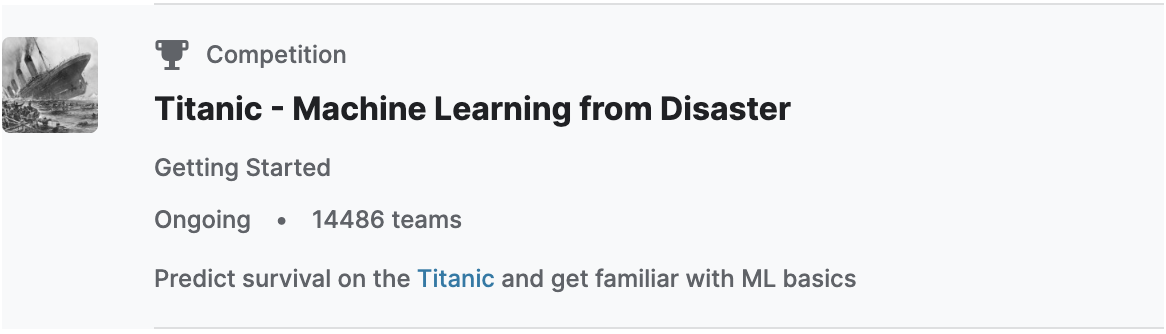 Competition
Titanic - Machine Learning from Disaster
Getting Started
Ongoing • 14486 teams
Predict survival on the Titanic and get familiar with ML basics